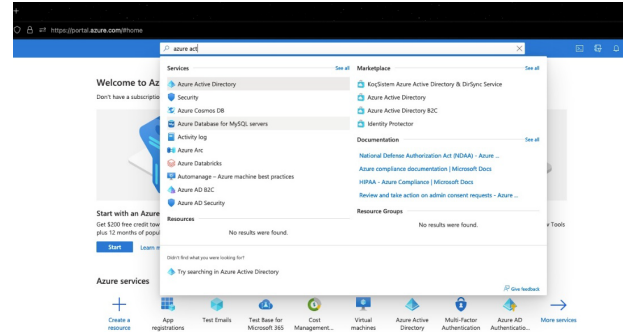 https://portal.azure.com/#home
azure act
Welcome to Az
Don't have a subscriptio
Services
See all
Azure Active Directory
Security
Azure Cosmos DB
Azure Database for MySQL servers
Activity log
Azure Arc
Azure Databricks
Automanage – Azure machine best practices
Azure AD B2C
Azure AD Security
Resources
No results were found.
Marketplace
See all
KoçSistem Azure Active Directory & DirSync Service
Azure Active Directory
Azure Active Directory B2C
Identity Protector
Documentation
See all
National Defense Authorization Act (NDAA) - Azure ...
Azure compliance documentation | Microsoft Docs
HIPAA - Azure Compliance | Microsoft Docs
Review and take action on admin consent requests - Azure ...
Resource Groups
No results were found.
Didn't find what you were looking for?
Try searching in Azure Active Directory
Give feedback
Start with an Azure
Get $200 free credit tow
plus 12 months of popul
Start
Learn m
v Tools
Azure services
Create a
resource
App
registrations
Test Emails
Test Base for
Microsoft 365
Cost
Management...
Virtual
machines
Azure Active
Directory
Multi-Factor
Authentication
Azure AD
Authenticatio...
More services